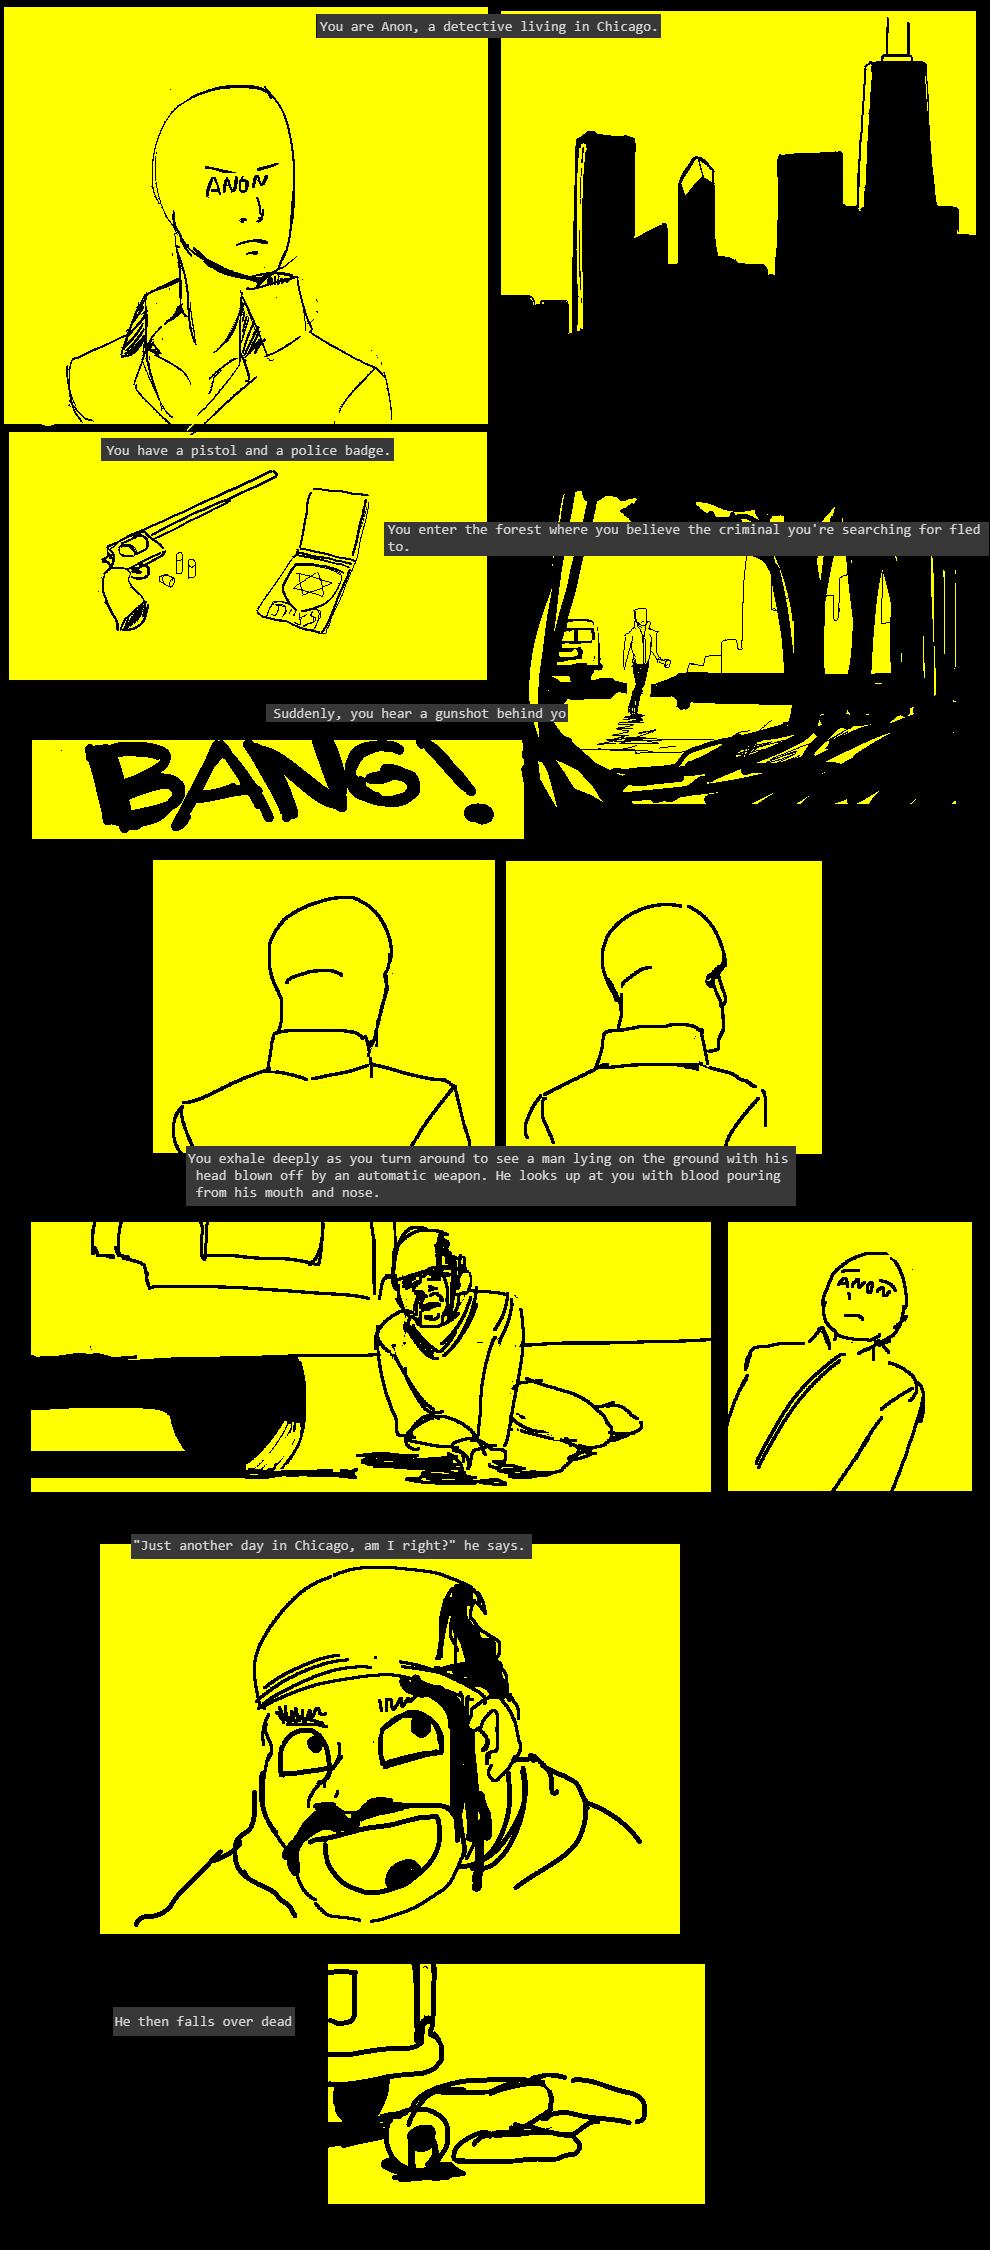 You are Anon, a detective living in Chicago.
ANON
You have a pistol and a police badge.
You enter the forest where you believe the criminal you're searching for fled
to.
Suddenly, you hear a gunshot behind yo
BANG!
You exhale deeply as you turn around to see a man lying on the ground with his
head blown off by an automatic weapon. He looks up at you with blood pouring
from his mouth and nose.
ANON
"Just another day in Chicago, am I right?" he says.
He then falls over dead